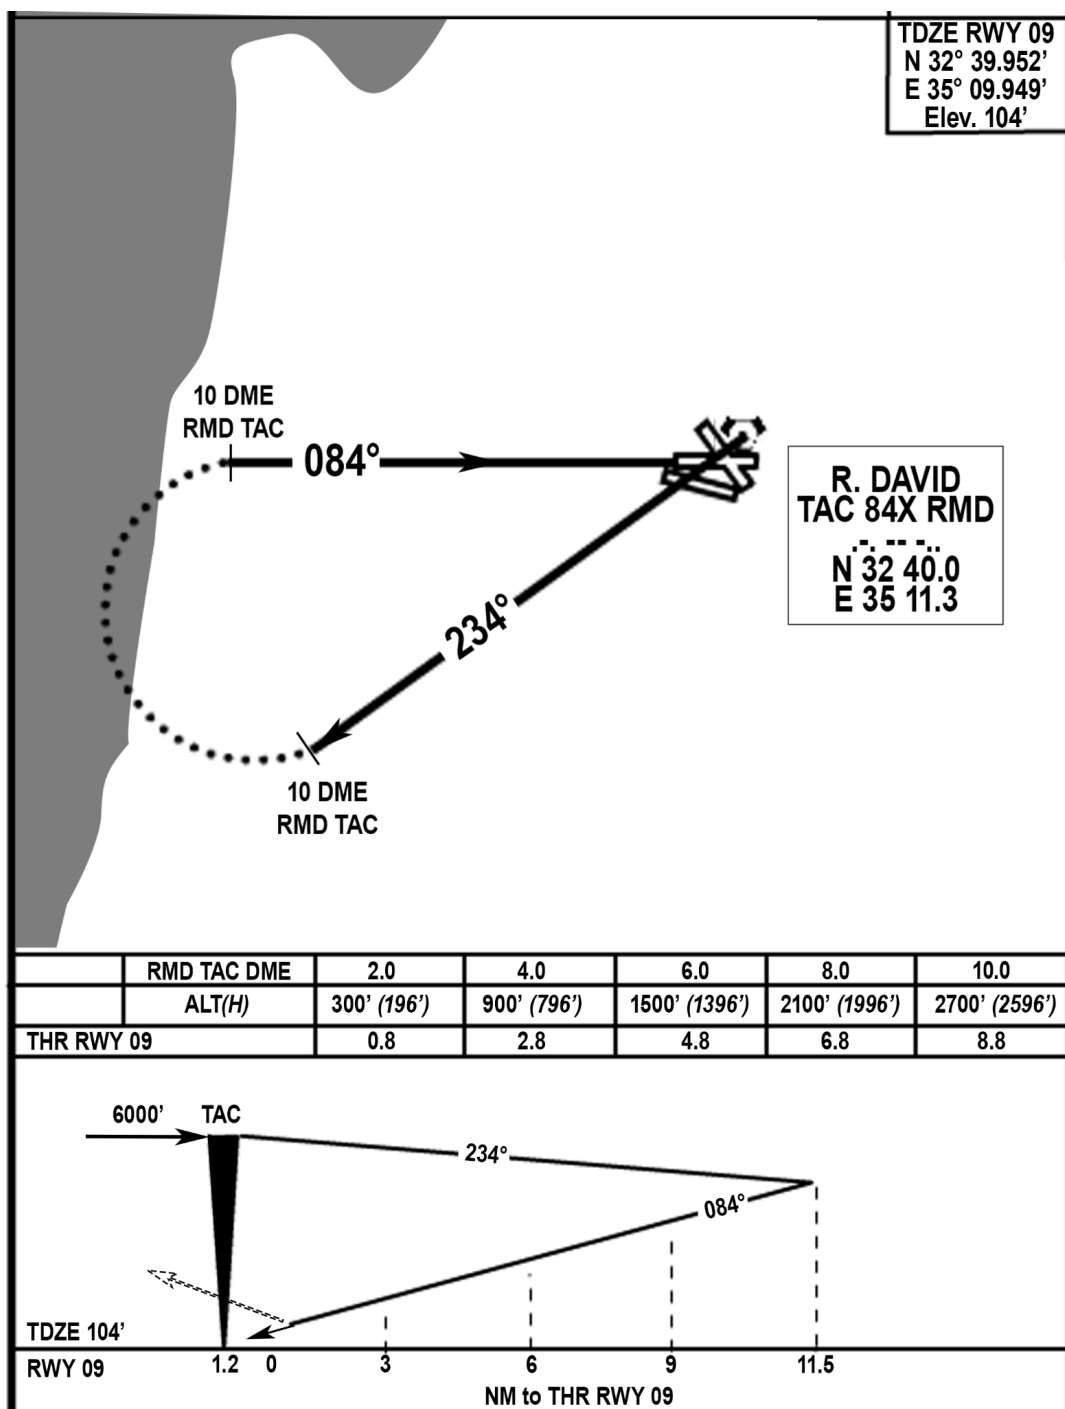 TDZE RWY 09
N 32° 39.952’
E 35° 09.949’
Elev. 104’
10 DME
RMD TAC
084°
R. DAVID
TAC 84X RMD
.-. -- -..
N 32 40.0
E 35 11.3
234°
10 DME
RMD TAC
RMD TAC DME 2.0 4.0 6.0 8.0 10.0
ALT(H) 300’ (196’) 900’ (796’) 1500’ (1396’) 2100’ (1996’) 2700’ (2596’)
THR RWY 09 0.8 2.8 4.8 6.8 8.8
6000’ TAC
234°
084°
TDZE 104’
RWY 09 1.2 0 3 6 9 11.5
NM to THR RWY 09